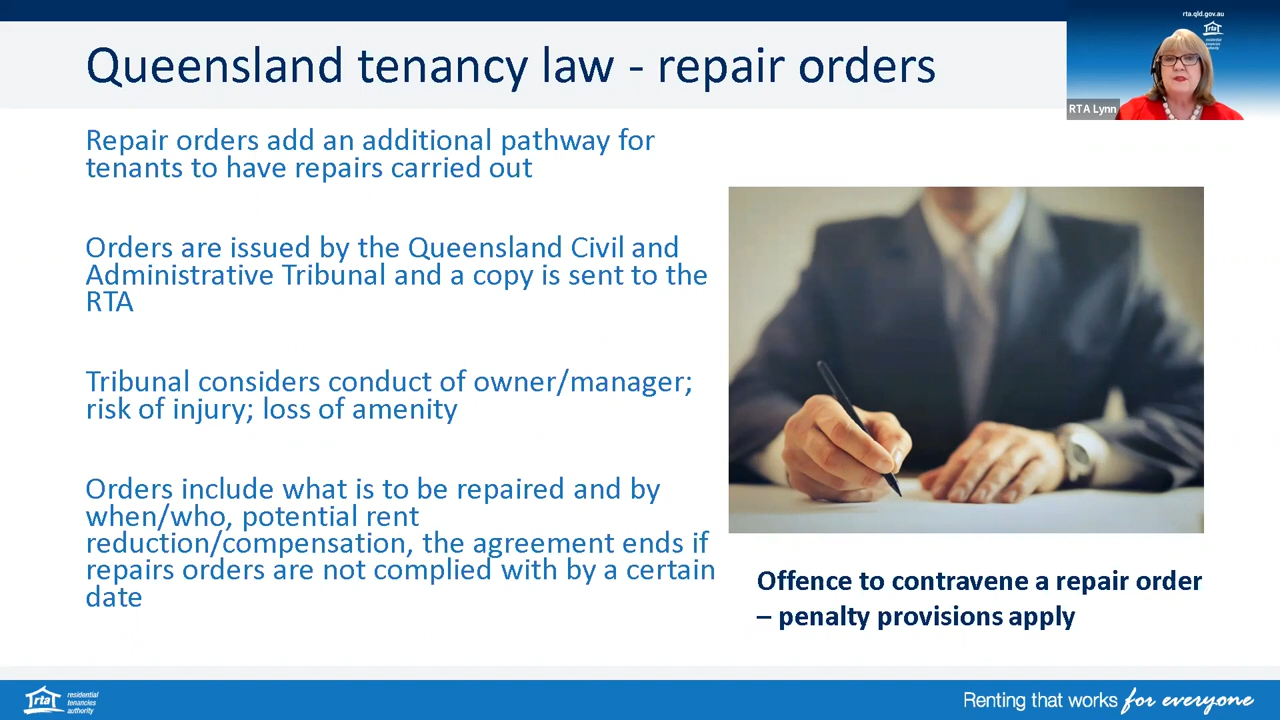 Queensland tenancy law - repair orders
rta.qld.gov.au
rta
residential
tenancies
authority
RTA Lynn
Repair orders add an additional pathway for
tenants to have repairs carried out
Orders are issued by the Queensland Civil and
Administrative Tribunal and a copy is sent to the
RTA
Tribunal considers conduct of owner/manager;
risk of injury; loss of amenity
Orders include what is to be repaired and by
when/who, potential rent
reduction/compensation, the agreement ends if
repairs orders are not complied with by a certain
date
Offence to contravene a repair order
– penalty provisions apply
rta
residential
tenancies
authority
Renting that works for everyone